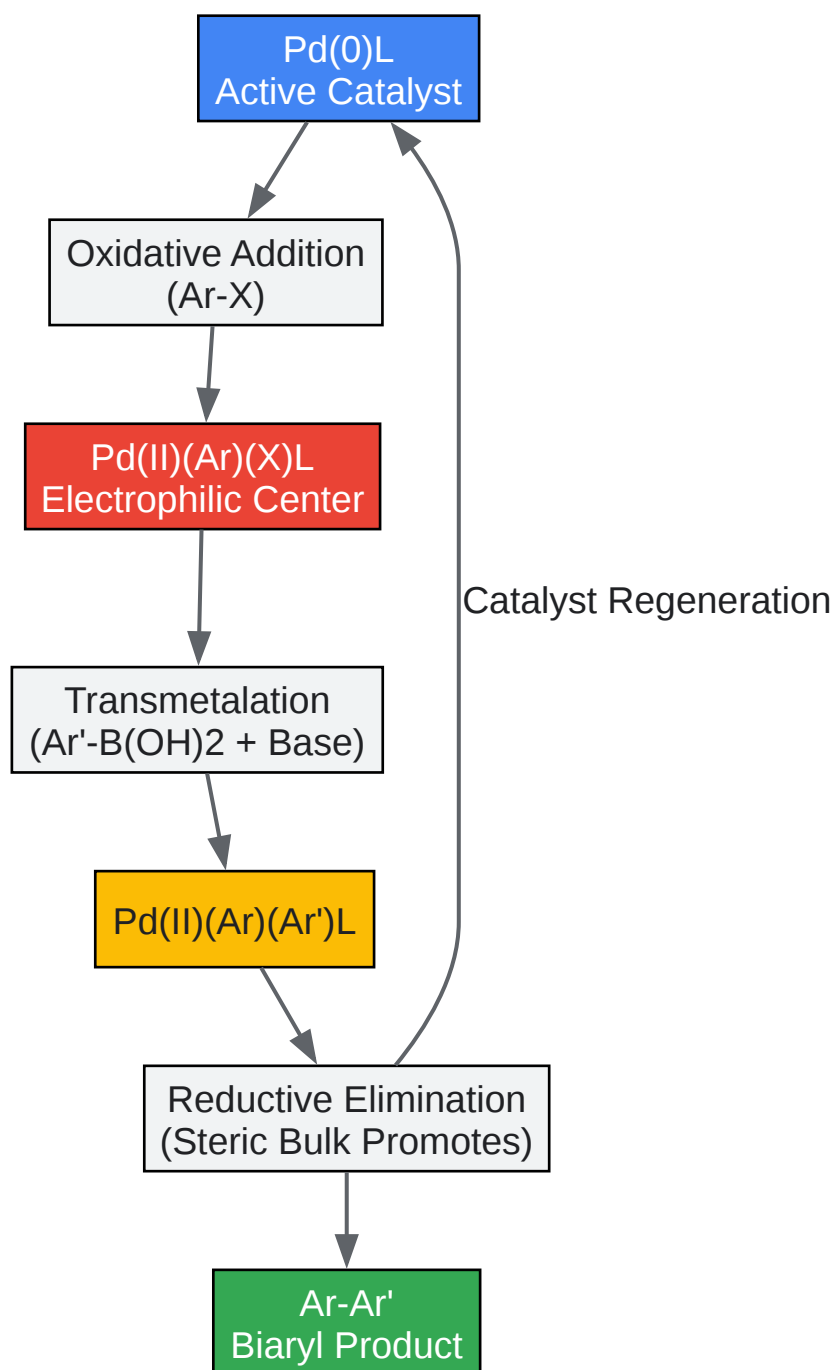 Pd(0)L
Active Catalyst
Oxidative Addition
(Ar-X)
Pd(II)(Ar)(X)L
Electrophilic Center
Catalyst Regeneration
Transmetalation
(Ar'-B(OH)2 + Base)
Pd(II)(Ar)(Ar')L
Reductive Elimination
(Steric Bulk Promotes)
Ar-Ar'
Biaryl Product